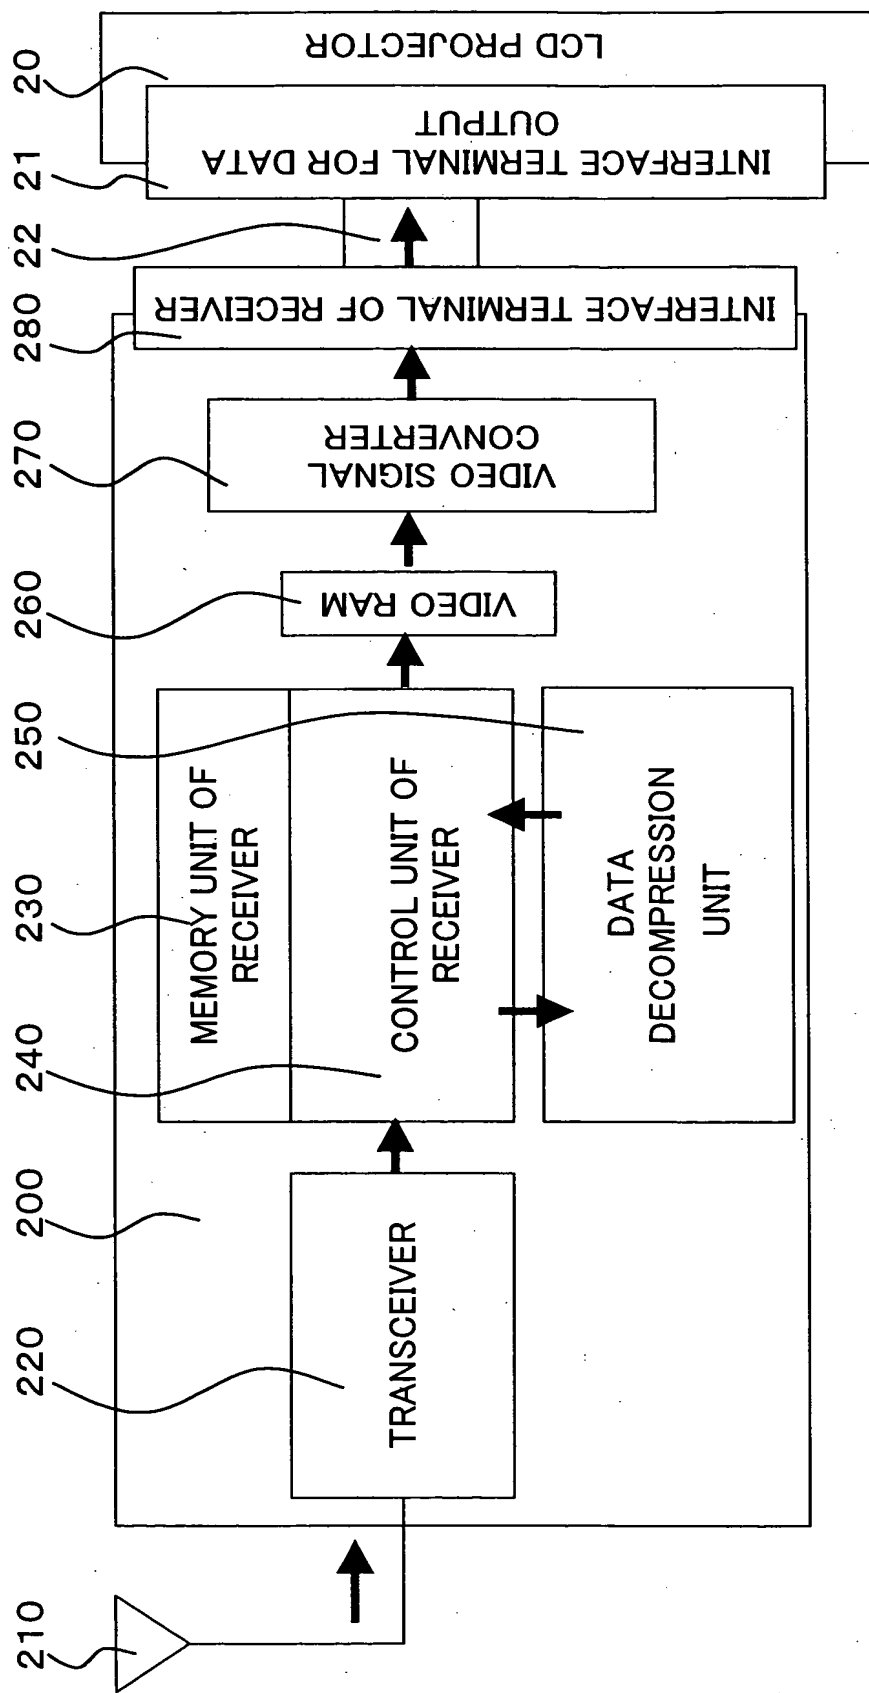 210
220
200
240
230
250
260
270
280
22
21
20
TRANSCEIVER
MEMORY UNIT OF
RECEIVER
CONTROL UNIT OF
RECEIVER
DATA
DECOMPRESSION
UNIT
VIDEO RAM
VIDEO SIGNAL
CONVERTER
INTERFACE TERMINAL OF RECEIVER
INTERFACE TERMINAL FOR DATA
OUTPUT
LCD PROJECTOR